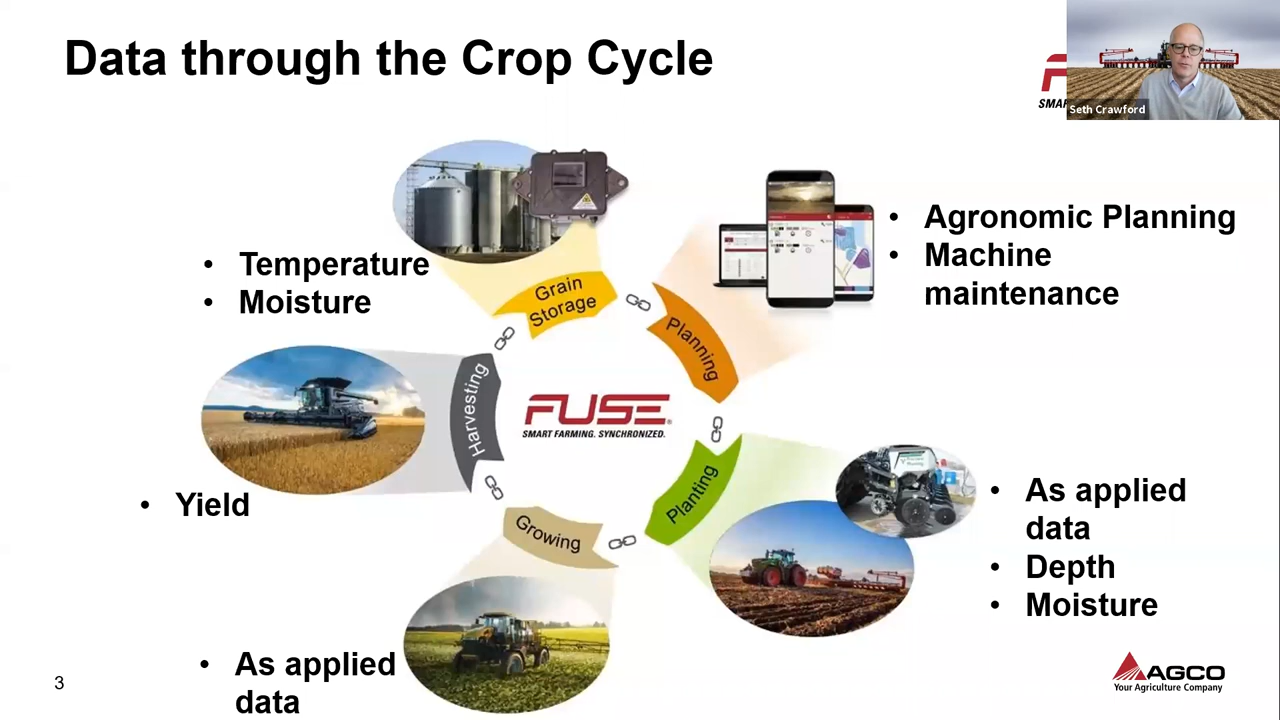 Data through the Crop Cycle
SMA
Seth Crawford
• Agronomic Planning
• Machine
maintenance
• Temperature
• Moisture
Grain
Storage
Planning
Harvesting
FUSE®
SMART FARMING. SYNCHRONIZED.
Planting
Growing
• Yield
• As applied
data
• Depth
• Moisture
• As applied
data
3
AGCO
Your Agriculture Company